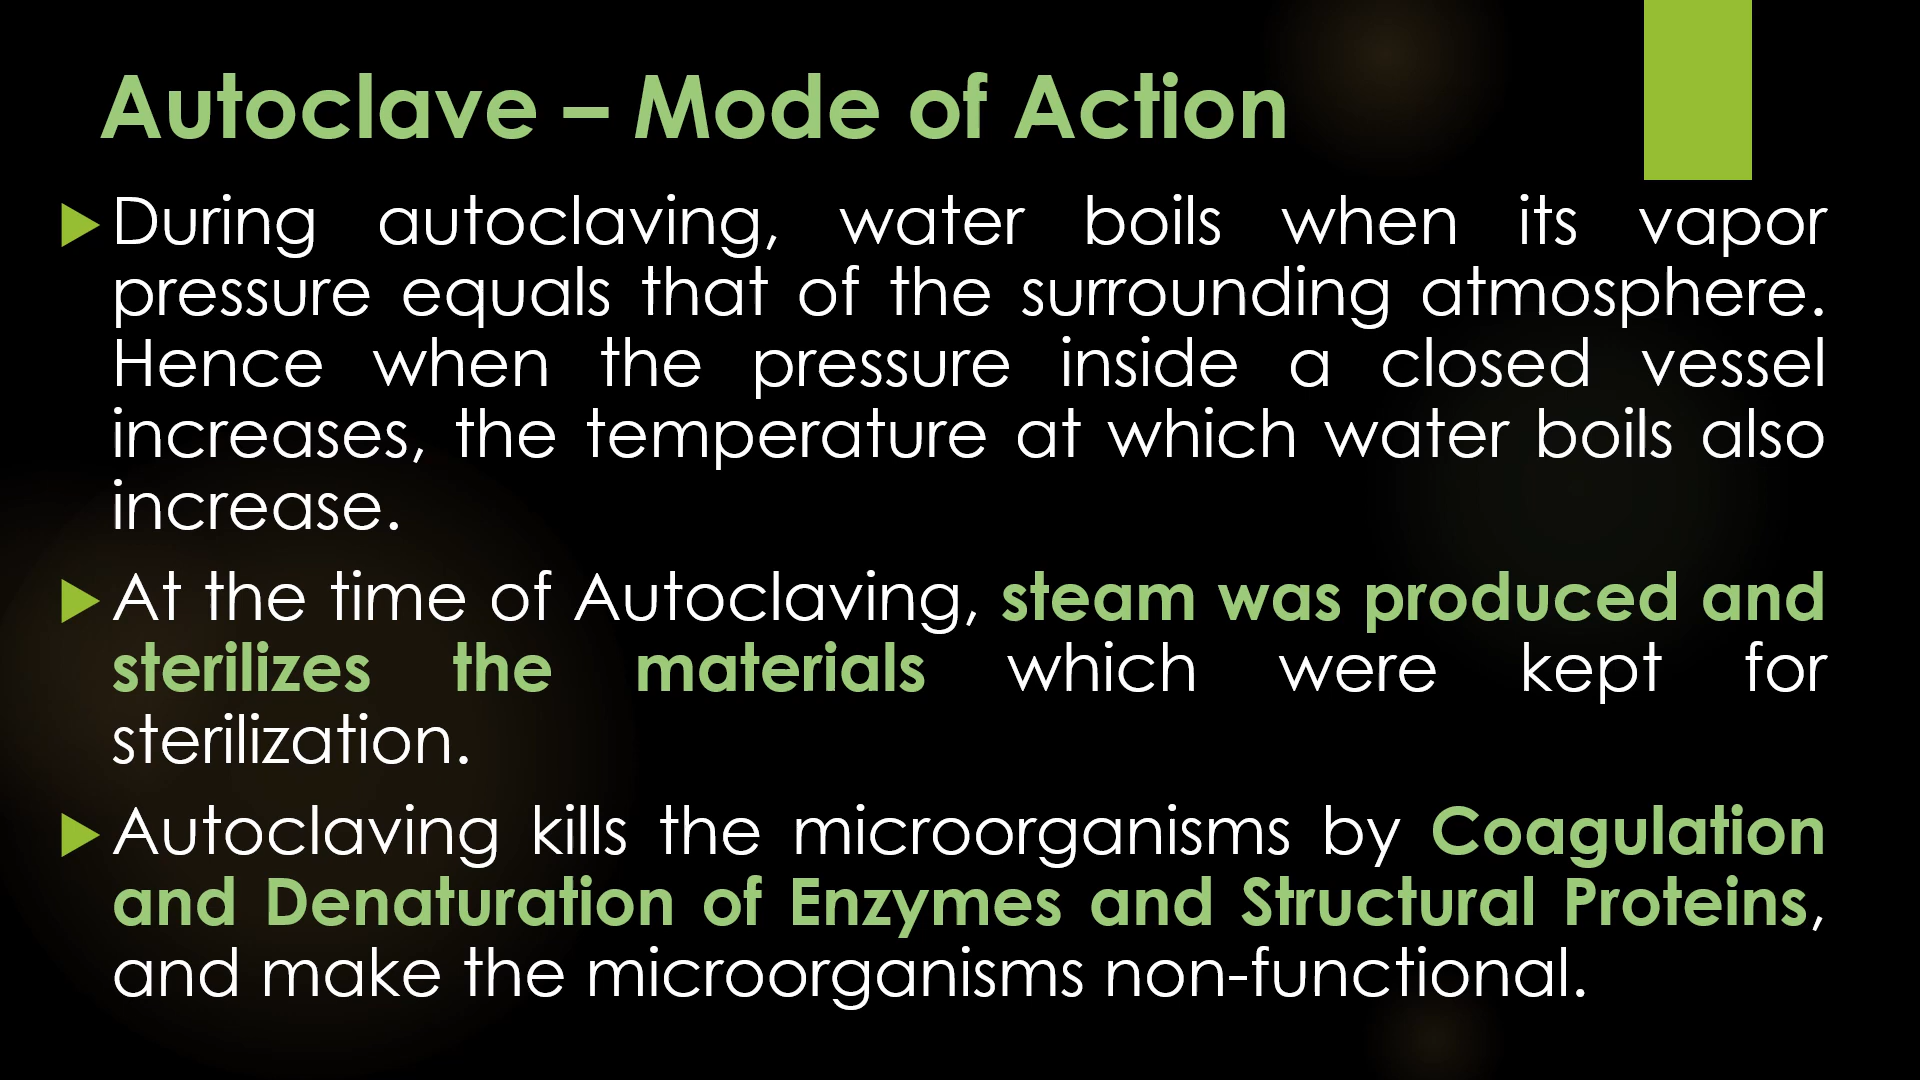 Autoclave – Mode of Action
During autoclaving, water boils when its vapor
pressure equals that of the surrounding atmosphere.
Hence when the pressure inside a closed vessel
increases, the temperature at which water boils also
increase.
At the time of Autoclaving, steam was produced and
sterilizes the materials which were kept for
sterilization.
Autoclaving kills the microorganisms by Coagulation
and Denaturation of Enzymes and Structural Proteins,
and make the microorganisms non-functional.